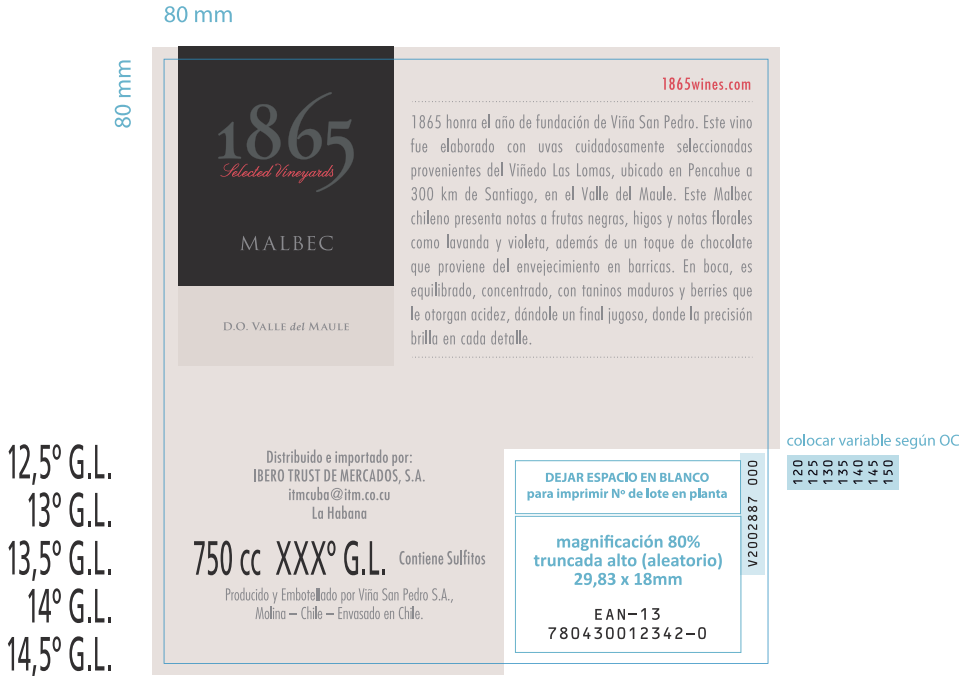 80 mm
80 mm
1865
Selected Vineyards
MALBEC
D.O. VALLE del MAULE
1865wines.com
1865 honra el año de fundación de Viña San Pedro. Este vino
fue elaborado con uvas cuidadosamente seleccionadas
provenientes del Viñedo Las Lomas, ubicado en Pencahue a
300 km de Santiago, en el Valle del Maule. Este Malbec
chileno presenta notas a frutas negras, higos y notas florales
como lavanda y violeta, además de un toque de chocolate
que proviene del envejecimiento en barricas. En boca, es
equilibrado, concentrado, con taninos maduros y berries que
le otorgan acidez, dándole un final jugoso, donde la precisión
brilla en cada detalle.
12,5° G.L.
13° G.L.
13,5° G.L.
14° G.L.
14,5° G.L.
Distribuido e importado por:
IBERO TRUST DE MERCADOS, S.A.
itmcuba@itm.co.cu
La Habana
750 cc XXX° G.L. Contiene Sulfitos
Producido y Embotellado por Viña San Pedro S.A.,
Molina – Chile – Envasado en Chile.
DEJAR ESPACIO EN BLANCO
para imprimir Nº de lote en planta
magnificación 80%
truncada alto (aleatorio)
29,83 x 18mm
EAN-13
780430012342-0
V2002887 000
colocar variable según OC
120
125
130
135
140
145
150